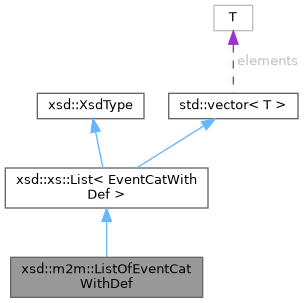 T
elements
xsd::XsdType
std::vector< T >
xsd::xs::List< EventCatWith
Def >
xsd::m2m::ListOfEventCat
WithDef